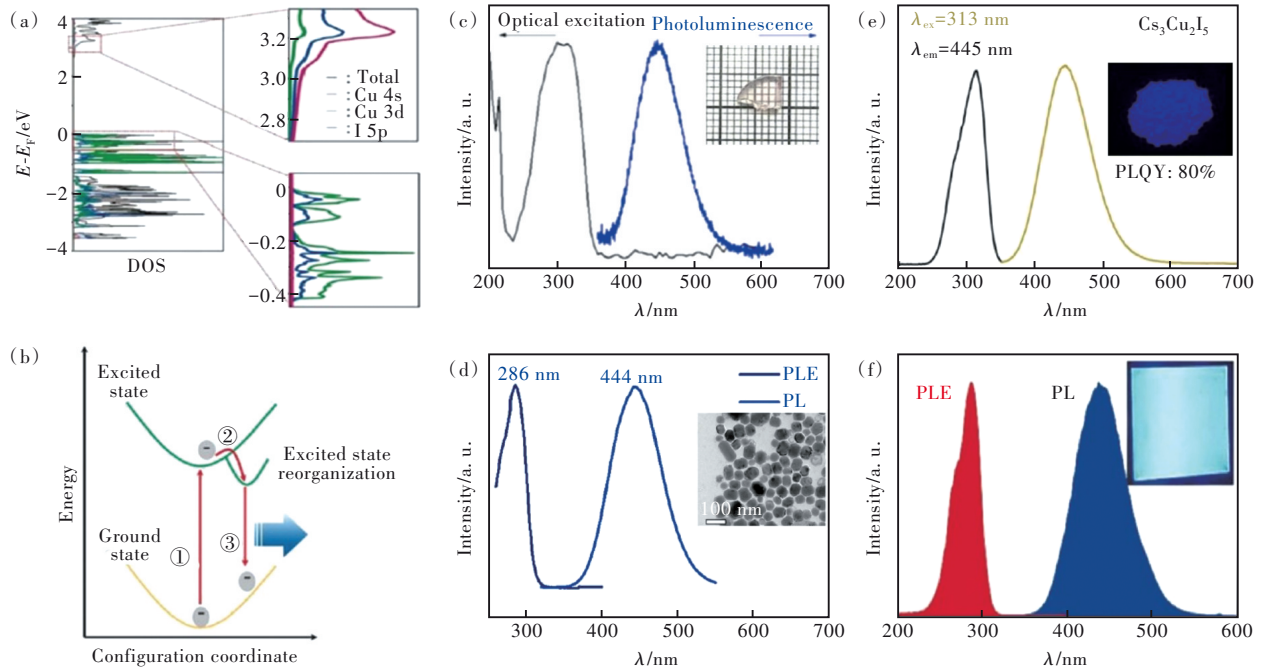 (a)
4
2
0
−2
−4
E-E_F/eV
DOS
3.2
3.0
2.8
: Total
: Cu 4s
: Cu 3d
: I 5p
0
−0.2
−0.4
(b)
Excited
state
②
Excited state
reorganization
Ground
state
①
③
Energy
Configuration coordinate
(c)
Optical excitation
Photoluminescence
Intensity/a. u.
200 300 400 500 600 700
λ/nm
(d)
286 nm
444 nm
PLE
PL
100 nm
Intensity/a. u.
300 400 500 600 700
λ/nm
(e)
λex=313 nm
λem=445 nm
Cs₃Cu₂I₅
PLQY: 80%
Intensity/a. u.
200 300 400 500 600 700
λ/nm
(f)
PLE
PL
Intensity/a. u.
200 300 400 500 600
λ/nm